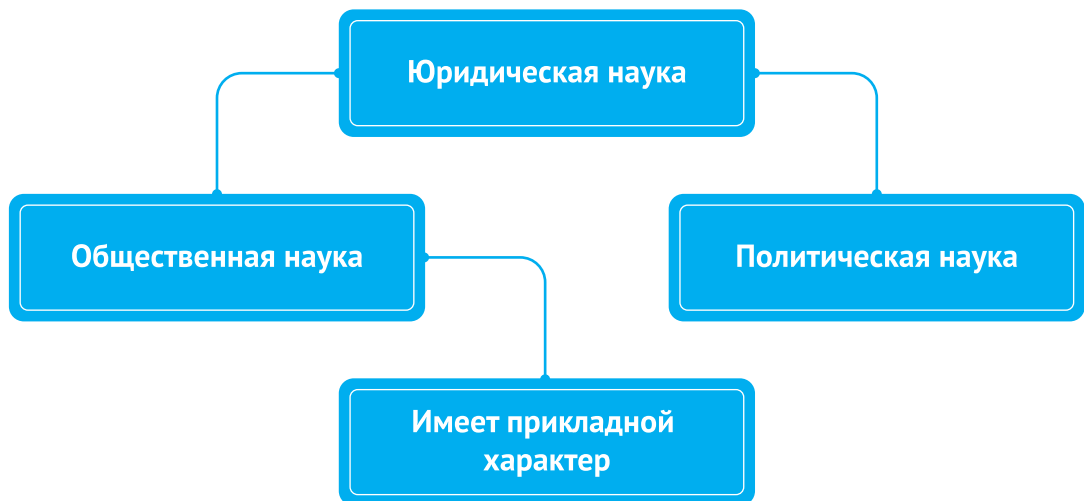 Юридическая наука
Общественная наука
Политическая наука
Имеет прикладной
характер